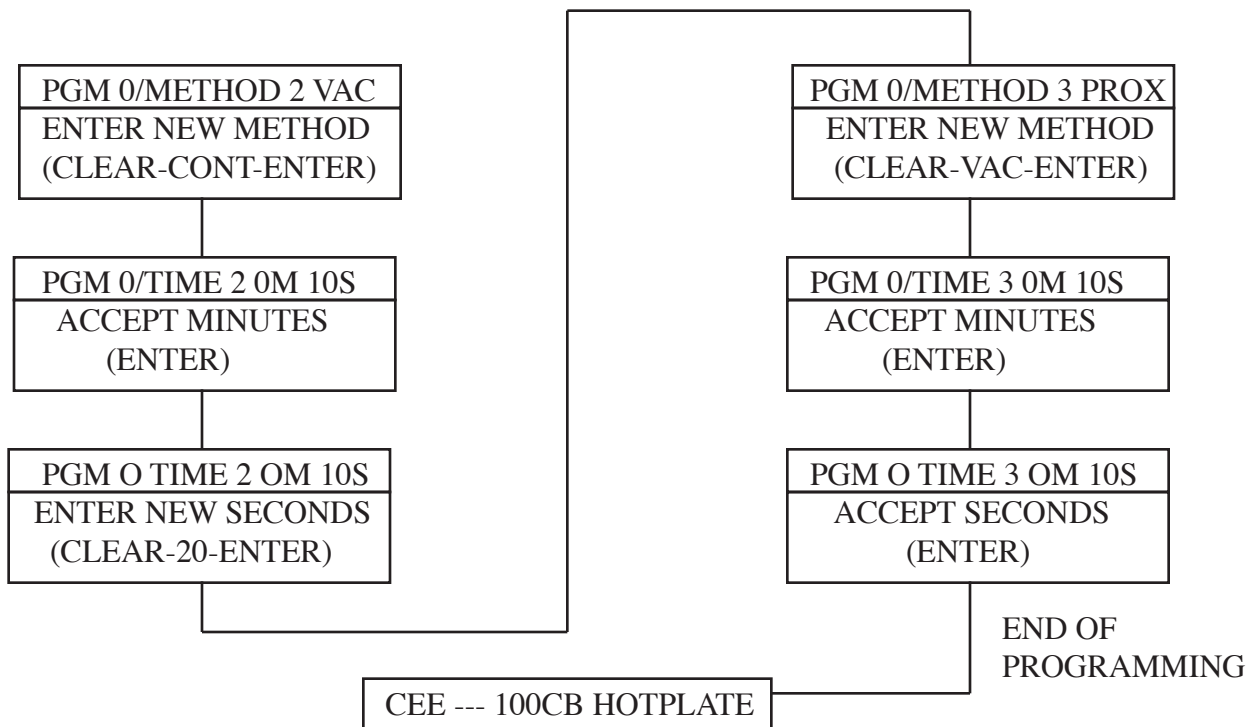 PGM 0/METHOD 2 VAC
ENTER NEW METHOD
(CLEAR-CONT-ENTER)
PGM 0/TIME 2 0M 10S
ACCEPT MINUTES
(ENTER)
PGM O TIME 2 OM 10S
ENTER NEW SECONDS
(CLEAR-20-ENTER)
PGM 0/METHOD 3 PROX
ENTER NEW METHOD
(CLEAR-VAC-ENTER)
PGM 0/TIME 3 0M 10S
ACCEPT MINUTES
(ENTER)
PGM O TIME 3 OM 10S
ACCEPT SECONDS
(ENTER)
END OF
PROGRAMMING
CEE --- 100CB HOTPLATE